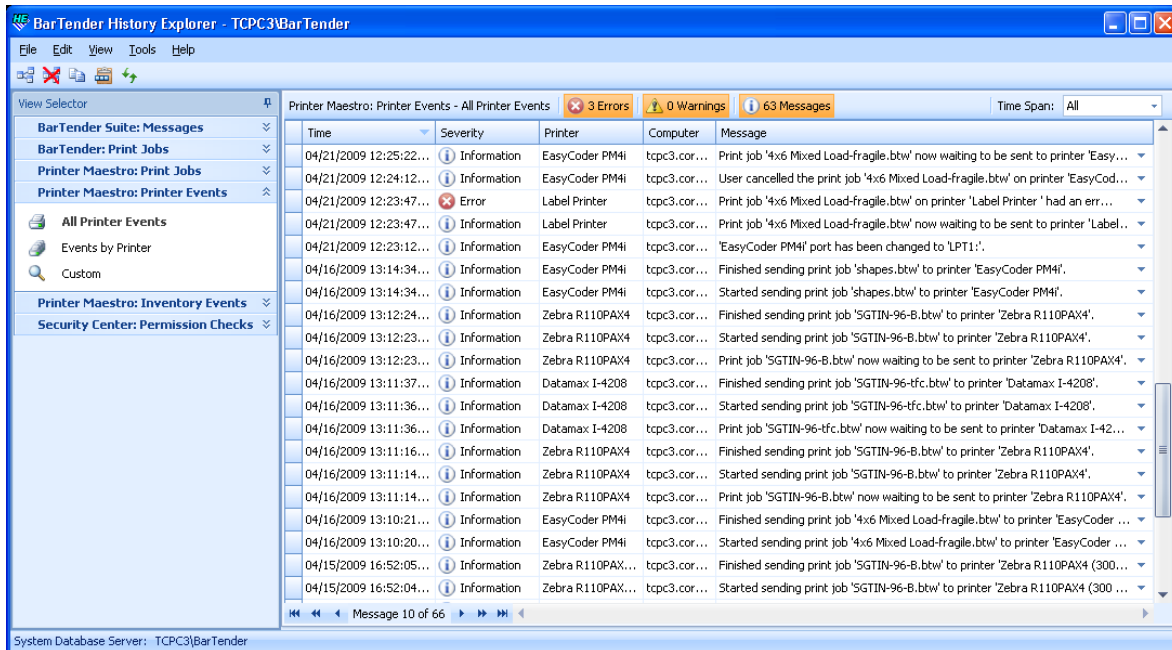 BarTender History Explorer - TCPC3\BarTender
File Edit View Tools Help
View Selector
BarTender Suite: Messages
BarTender: Print Jobs
Printer Maestro: Print Jobs
Printer Maestro: Printer Events
All Printer Events
Events by Printer
Custom
Printer Maestro: Inventory Events
Security Center: Permission Checks
Printer Maestro: Printer Events - All Printer Events 3 Errors 0 Warnings 63 Messages Time Span: All
Time Severity Printer Computer Message
04/21/2009 12:25:22... Information EasyCoder PM4i tcpc3.cor... Print job '4x6 Mixed Load-fragile.btw' now waiting to be sent to printer 'Easy...
04/21/2009 12:24:12... Information EasyCoder PM4i tcpc3.cor... User cancelled the print job '4x6 Mixed Load-fragile.btw' on printer 'EasyCod...
04/21/2009 12:23:47... Error Label Printer tcpc3.cor... Print job '4x6 Mixed Load-fragile.btw' on printer 'Label Printer ' had an err...
04/21/2009 12:23:47... Information Label Printer tcpc3.cor... Print job '4x6 Mixed Load-fragile.btw' now waiting to be sent to printer 'Label...
04/21/2009 12:23:12... Information EasyCoder PM4i tcpc3.cor... 'EasyCoder PM4i' port has been changed to 'LPT1:'.
04/16/2009 13:14:34... Information EasyCoder PM4i tcpc3.cor... Finished sending print job 'shapes.btw' to printer 'EasyCoder PM4i'.
04/16/2009 13:14:34... Information EasyCoder PM4i tcpc3.cor... Started sending print job 'shapes.btw' to printer 'EasyCoder PM4i'.
04/16/2009 13:12:24... Information Zebra R110PAX4 tcpc3.cor... Finished sending print job 'SGTIN-96-B.btw' to printer 'Zebra R110PAX4'.
04/16/2009 13:12:23... Information Zebra R110PAX4 tcpc3.cor... Started sending print job 'SGTIN-96-B.btw' to printer 'Zebra R110PAX4'.
04/16/2009 13:12:23... Information Zebra R110PAX4 tcpc3.cor... Print job 'SGTIN-96-B.btw' now waiting to be sent to printer 'Zebra R110PAX4'.
04/16/2009 13:11:37... Information Datamax I-4208 tcpc3.cor... Finished sending print job 'SGTIN-96-tfc.btw' to printer 'Datamax I-4208'.
04/16/2009 13:11:36... Information Datamax I-4208 tcpc3.cor... Started sending print job 'SGTIN-96-tfc.btw' to printer 'Datamax I-4208'.
04/16/2009 13:11:36... Information Datamax I-4208 tcpc3.cor... Print job 'SGTIN-96-tfc.btw' now waiting to be sent to printer 'Datamax I-42...
04/16/2009 13:11:16... Information Zebra R110PAX4 tcpc3.cor... Finished sending print job 'SGTIN-96-B.btw' to printer 'Zebra R110PAX4'.
04/16/2009 13:11:14... Information Zebra R110PAX4 tcpc3.cor... Started sending print job 'SGTIN-96-B.btw' to printer 'Zebra R110PAX4'.
04/16/2009 13:11:14... Information Zebra R110PAX4 tcpc3.cor... Print job 'SGTIN-96-B.btw' now waiting to be sent to printer 'Zebra R110PAX4'.
04/16/2009 13:10:21... Information EasyCoder PM4i tcpc3.cor... Finished sending print job '4x6 Mixed Load-fragile.btw' to printer 'EasyCoder ...
04/16/2009 13:10:20... Information EasyCoder PM4i tcpc3.cor... Started sending print job '4x6 Mixed Load-fragile.btw' to printer 'EasyCoder ...
04/15/2009 16:52:05... Information Zebra R110PAX... tcpc3.cor... Finished sending print job 'SGTIN-96-B.btw' to printer 'Zebra R110PAX4 (300...
04/15/2009 16:52:04... Information Zebra R110PAX... tcpc3.cor... Started sending print job 'SGTIN-96-B.btw' to printer 'Zebra R110PAX4 (300 ...
Message 10 of 66
System Database Server: TCPC3\BarTender